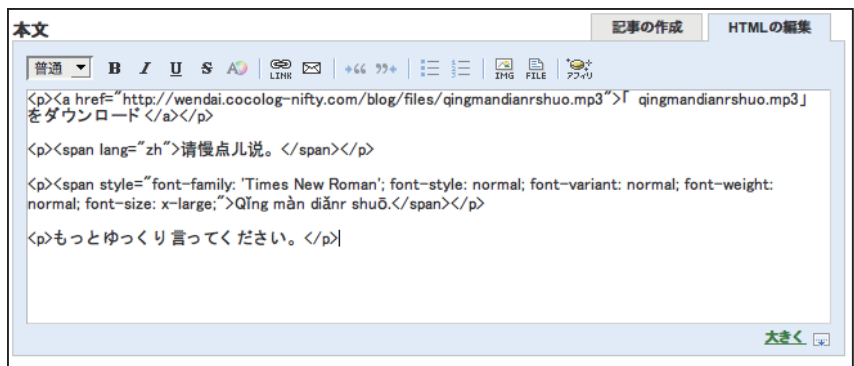 本文 記事の作成 HTMLの編集
普通 B I U S A LINK IMG FILE アフィリ
<p><a href="http://wendai.cocolog-nifty.com/blog/files/qingmandianrshuo.mp3">「 qingmandianrshuo.mp3」
をダウンロード</a></p>
<p><span lang="zh">请慢点儿说。</span></p>
<p><span style="font-family: 'Times New Roman'; font-style: normal; font-variant: normal; font-weight:
normal; font-size: x-large;">Qǐng màn diǎnr shuō.</span></p>
<p>もっとゆっくり言ってください。</p>
大きく